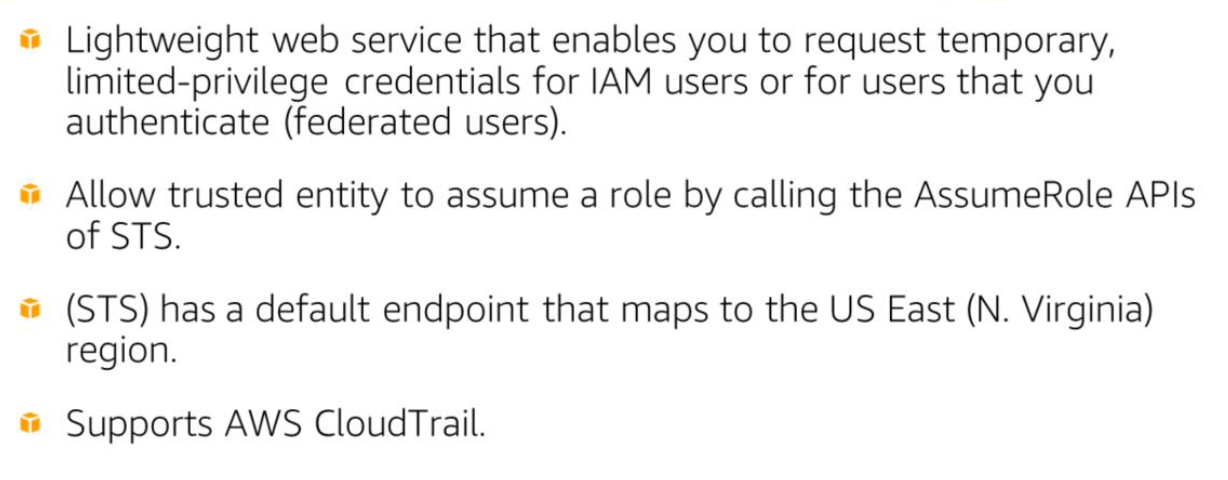 Lightweight web service that enables you to request temporary,
limited-privilege credentials for IAM users or for users that you
authenticate (federated users).
Allow trusted entity to assume a role by calling the AssumeRole APIs
of STS.
(STS) has a default endpoint that maps to the US East (N. Virginia)
region.
Supports AWS CloudTrail.